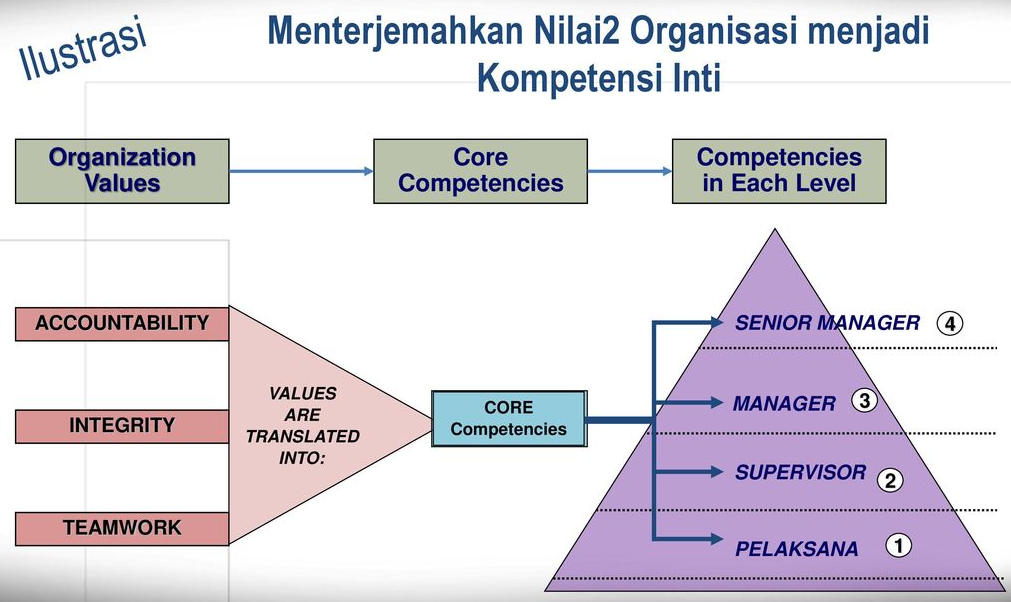 Ilustrasi
Menterjemahkan Nilai2 Organisasi menjadi
Kompetensi Inti
Organization
Values
Core
Competencies
Competencies
in Each Level
ACCOUNTABILITY
INTEGRITY
TEAMWORK
VALUES
ARE
TRANSLATED
INTO:
CORE
Competencies
SENIOR MANAGER 4
MANAGER 3
SUPERVISOR 2
PELAKSANA 1